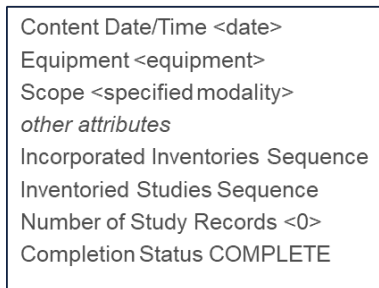 Content Date/Time <date>
Equipment <equipment>
Scope <specified modality>
other attributes
Incorporated Inventories Sequence
Inventoried Studies Sequence
Number of Study Records <0>
Completion Status COMPLETE